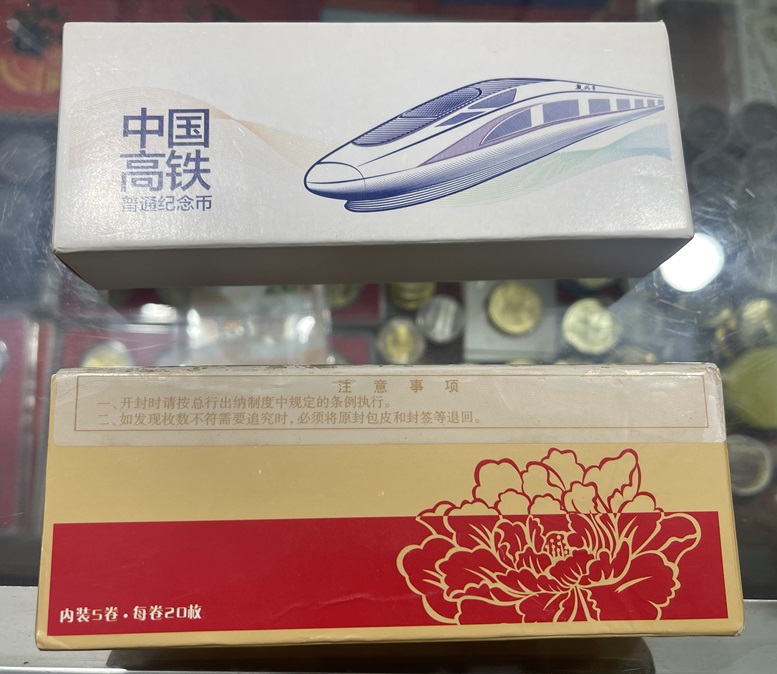 中国
高铁
普通纪念币
复兴号
注意事项
一、开封时请按总行出纳制度中规定的条例执行。
二、如发现枚数不符需要追究时,必须将原封包皮和封签等退回。
内装5卷·每卷20枚